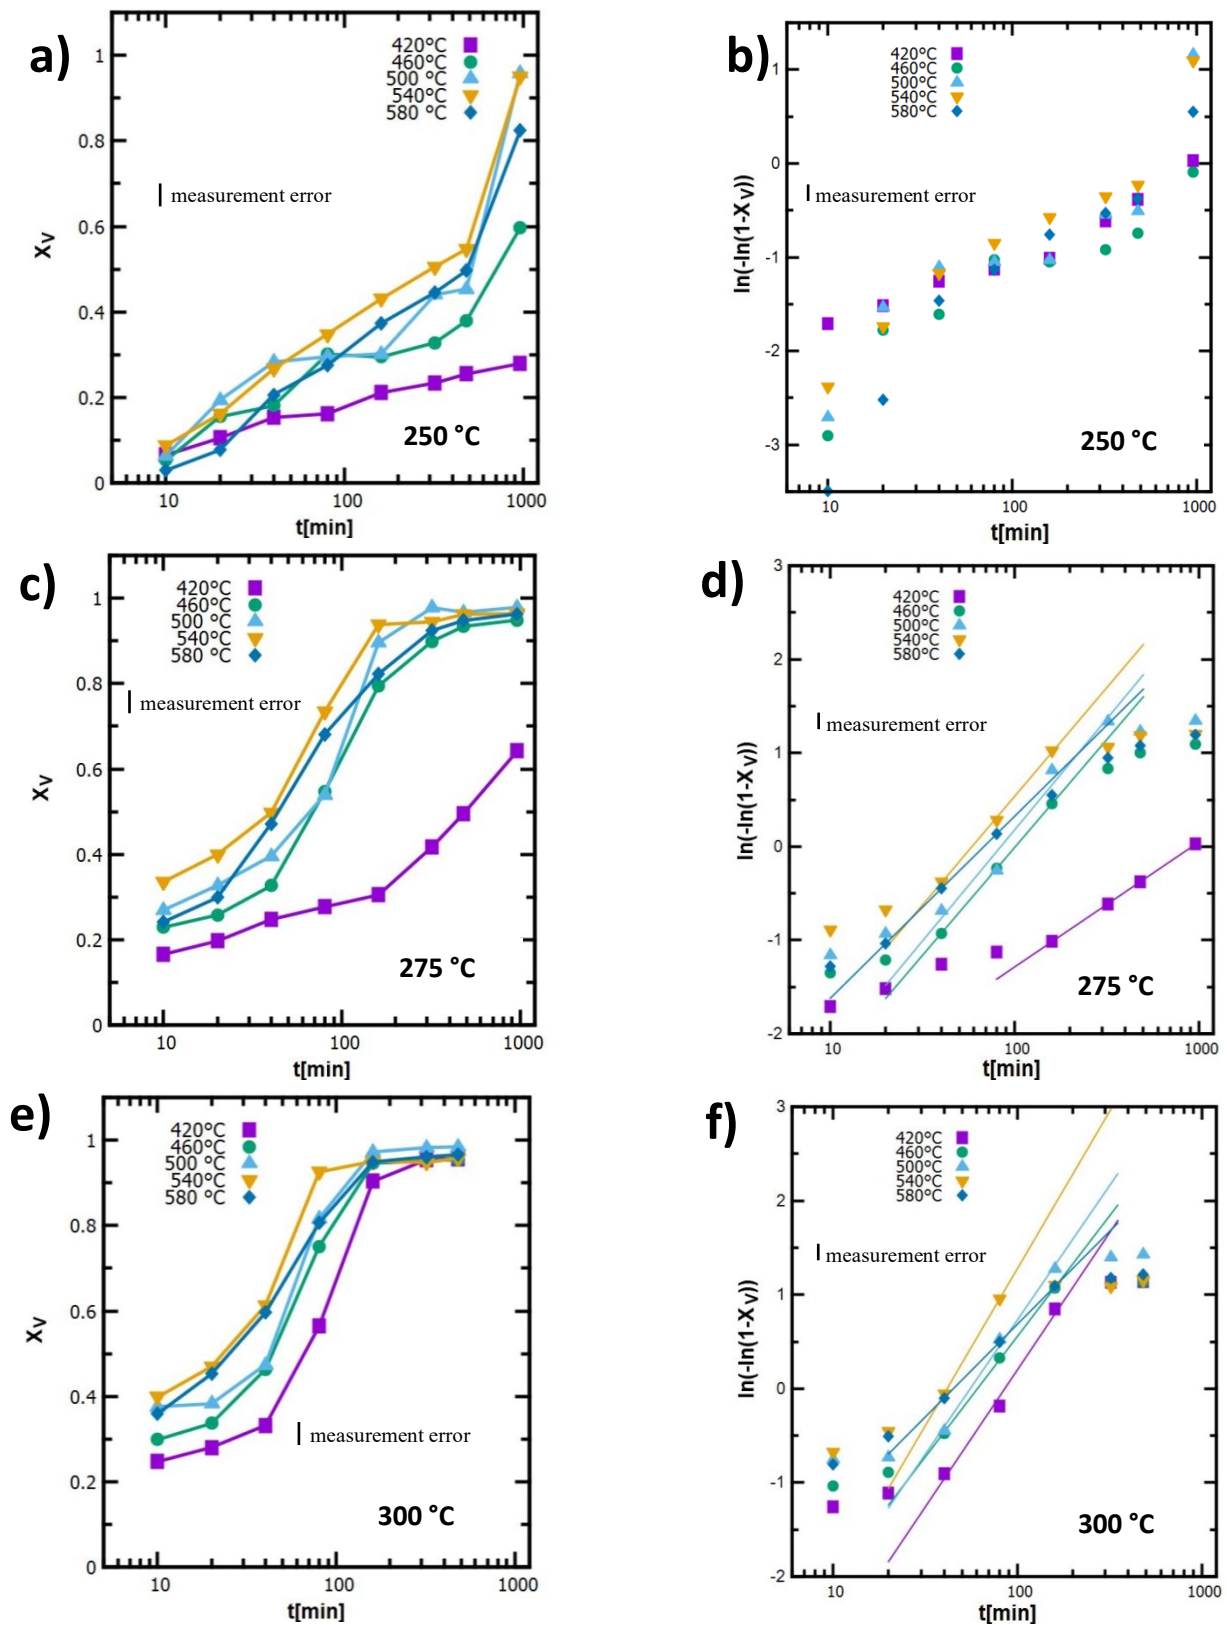 a)
420°C
460°C
500 °C
540°C
580 °C
measurement error
250 °C
1
0.8
0.6
0.4
0.2
0
XV
10 100 1000
t[min]
b)
420°C
460°C
500°C
540°C
580°C
measurement error
250 °C
1
0
-1
-2
-3
ln(-ln(1-XV))
10 100 1000
t[min]
c)
420°C
460°C
500 °C
540°C
580 °C
measurement error
275 °C
1
0.8
0.6
0.4
0.2
0
XV
10 100 1000
t[min]
d)
420°C
460°C
500°C
540°C
580°C
measurement error
275 °C
3
2
1
0
-1
-2
ln(-ln(1-XV))
10 100 1000
t[min]
e)
420°C
460°C
500 °C
540°C
580 °C
measurement error
300 °C
1
0.8
0.6
0.4
0.2
0
XV
10 100 1000
t[min]
f)
420°C
460°C
500°C
540°C
580°C
measurement error
300 °C
3
2
1
0
-1
-2
ln(-ln(1-XV))
10 100 1000
t[min]